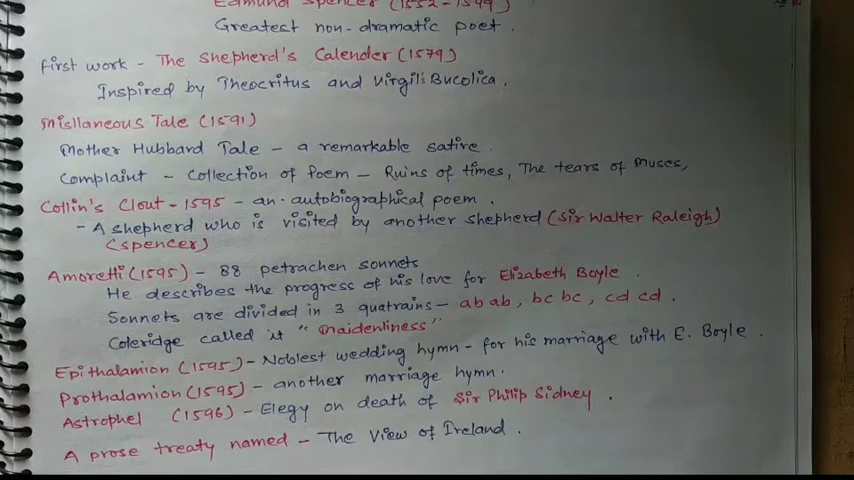 Edmund Spencer (1552-1599)
Greatest non-dramatic poet.
first work - The Shepherd's Calender (1579)
Inspired by Theocritus and Virgil's Bucolica.
Misllaneous Tale (1591)
Mother Hubbard Tale - a remarkable satire.
Complaint - Collection of Poem - Ruins of times, The tears of Muses,
Collin's Clout - 1595 - an autobiographical poem.
- A shepherd who is visited by another shepherd (Sir Walter Raleigh)
(spencer)
Amoretti (1595) - 88 petrachen sonnets
He describes the progress of his love for Elizabeth Boyle.
Sonnets are divided in 3 quatrains - ab ab, bc bc, cd cd.
Coleridge called it "Maidenliness"
Epithalamion (1595) - Noblest wedding hymn - for his marriage with E. Boyle.
Prothalamion (1595) - another marriage hymn.
Astrophel (1596) - Elegy on death of Sir Philip Sidney.
A prose treaty named - The View of Ireland.